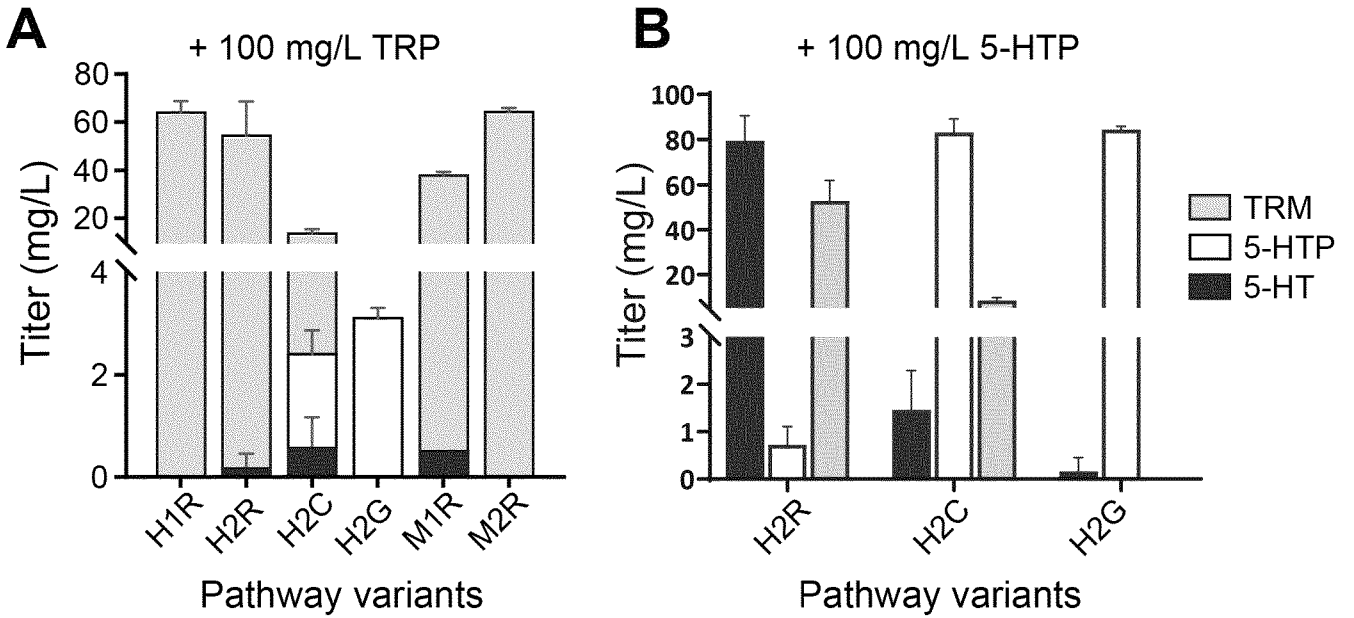 A
+ 100 mg/L TRP
80
60
40
20
4
2
0
Titer (mg/L)
H1R
H2R
H2C
H2G
M1R
M2R
Pathway variants
B
+ 100 mg/L 5-HTP
100
80
60
40
20
3
2
1
0
Titer (mg/L)
H2R
H2C
H2G
Pathway variants
TRM
5-HTP
5-HT